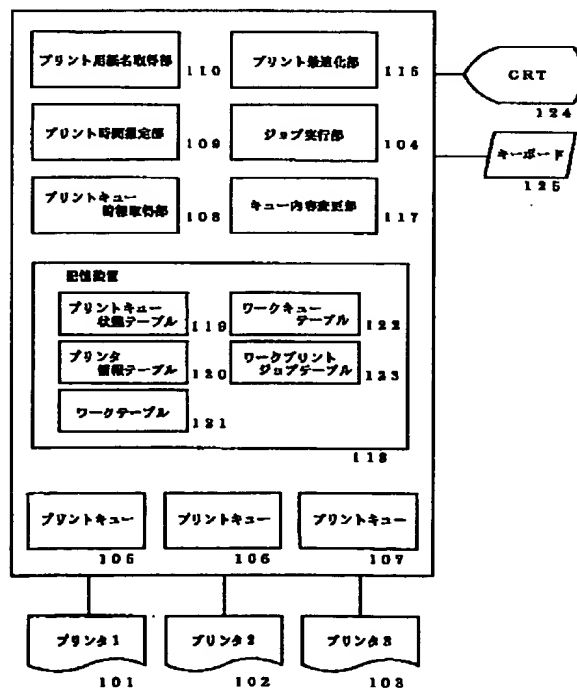 プリント用紙名取得部
110
プリント最適化部
115
CRT
124
プリント時間推定部
109
ジョブ実行部
104
キーボード
125
プリントキュー
情報取得部
108
キュー内容変更部
117
記憶装置
プリントキュー
状態テーブル
119
ワークキュー
テーブル
122
プリンタ
情報テーブル
120
ワークプリント
ジョブテーブル
123
ワークテーブル
121
118
プリントキュー
105
プリントキュー
106
プリントキュー
107
プリンタ1
101
プリンタ2
102
プリンタ3
103